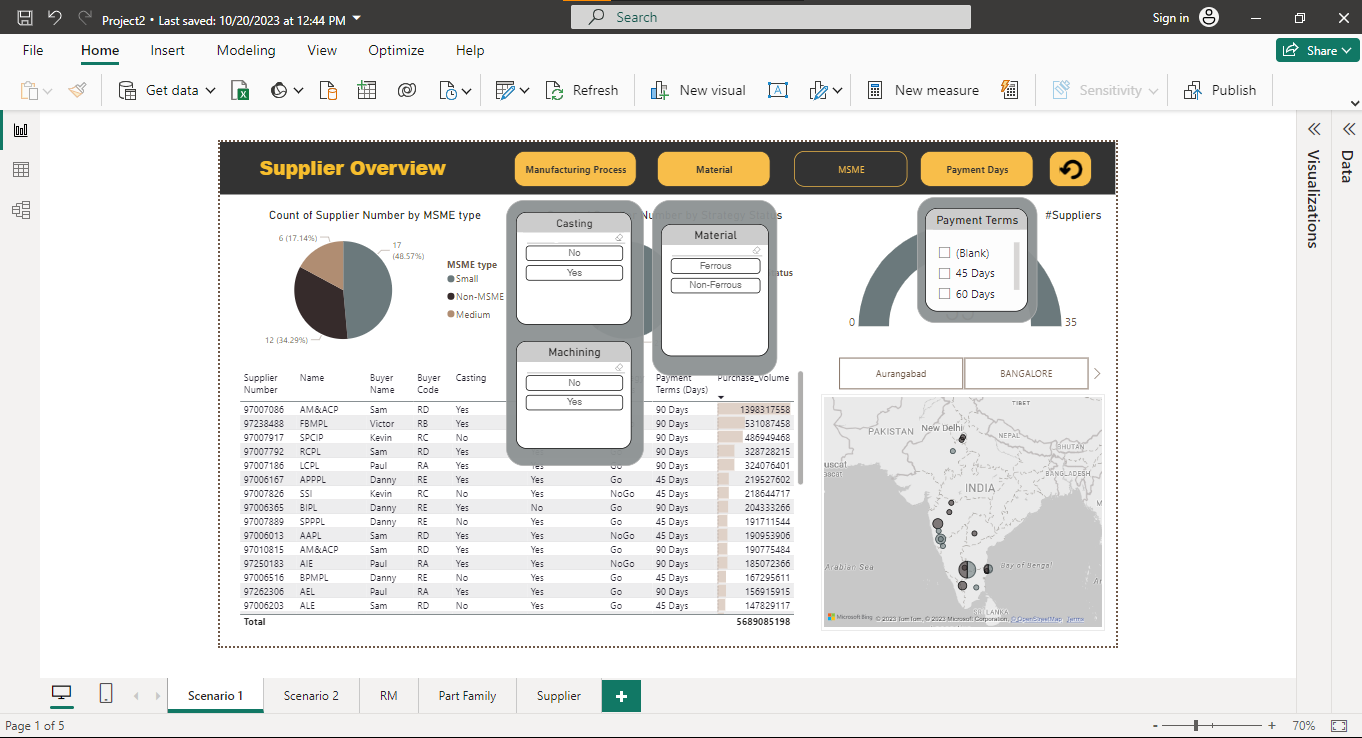 Project2 • Last saved: 10/20/2023 at 12:44 PM
Search
Sign in
File Home Insert Modeling View Optimize Help
Share
Get data
Refresh
New visual
New measure
Sensitivity
Publish
Supplier Overview
Manufacturing Process
Material
MSME
Payment Days
Count of Supplier Number by MSME type
6 (17.14%)
17
(48.57%)
12 (34.29%)
MSME type
Small
Non-MSME
Medium
Casting
No
Yes
Machining
No
Yes
Number by Strategy Status
Material
Ferrous
Non-Ferrous
#Suppliers
Payment Terms
(Blank)
45 Days
60 Days
0
35
Aurangabad
BANGALORE
Supplier Number Name Buyer Name Buyer Code Casting Payment Terms (Days) Purchase_volume
97007086 AM&ACP Sam RD Yes 90 Days 1398317558
97238488 FBMPL Victor RB Yes 90 Days 531087458
97007917 SPCIP Kevin RC No 90 Days 486949468
97007792 RCPL Sam RD Yes 90 Days 328728215
97007186 LCPL Paul RA Yes Yes Go 90 Days 324076401
97006167 APPPL Danny RE Yes Yes Go 45 Days 219527602
97007826 SSI Kevin RC No Yes NoGo 45 Days 218644717
97006365 BIPL Danny RE Yes No Go 90 Days 204333266
97007889 SPPPL Danny RE No Yes Go 45 Days 191711544
97006013 AAPL Sam RD Yes Yes NoGo 45 Days 190953906
97010815 AM&ACP Sam RD Yes Yes Go 90 Days 190775484
97250183 AIE Paul RA Yes Yes NoGo 90 Days 185072366
97006516 BPMPL Danny RE No Yes Go 45 Days 167295611
97262306 AEL Paul RA Yes Yes Go 90 Days 156915915
97006203 ALE Sam RD No Yes Go 45 Days 147829117
Total 5689085198
TIBET
PAKISTAN
New Delhi
NEPAL
BHUTAN
BANGLADESH
INDIA
Arabian Sea
Bay of Bengal
SRI LANKA
Microsoft Bing © 2023 TomTom, © 2023 Microsoft Corporation, © OpenStreetMap Terms
Visualizations
Data
Scenario 1 Scenario 2 RM Part Family Supplier
Page 1 of 5
70%